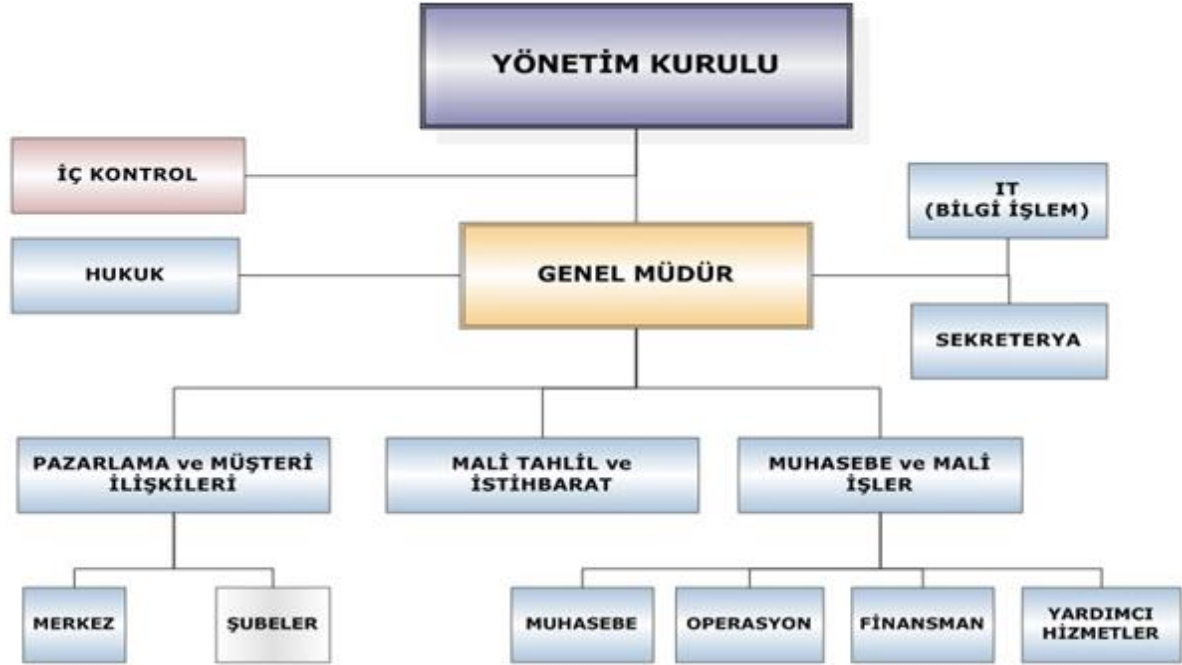 YÖNETİM KURULU
İÇ KONTROL
IT
(BİLGİ İŞLEM)
HUKUK
GENEL MÜDÜR
SEKRETERYA
PAZARLAMA ve MÜŞTERİ
İLİŞKİLERİ
MALİ TAHLİL ve
İSTİHBARAT
MUHASEBE ve MALİ
İŞLER
MERKEZ
ŞUBELER
MUHASEBE
OPERASYON
FİNANSMAN
YARDIMCI
HİZMETLER